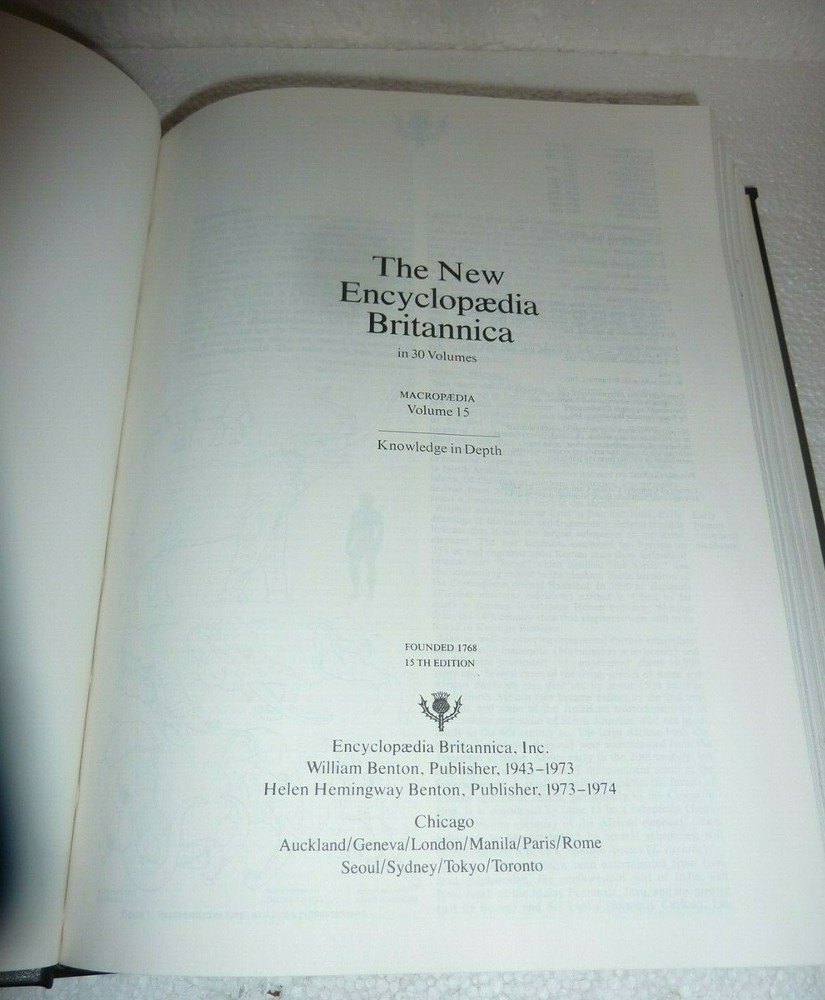 The New
Encyclopædia
Britannica
in 30 Volumes
MACROPÆDIA
Volume 15
Knowledge in Depth
FOUNDED 1768
15 TH EDITION
Encyclopædia Britannica, Inc.
William Benton, Publisher, 1943–1973
Helen Hemingway Benton, Publisher, 1973–1974
Chicago
Auckland/Geneva/London/Manila/Paris/Rome
Seoul/Sydney/Tokyo/Toronto